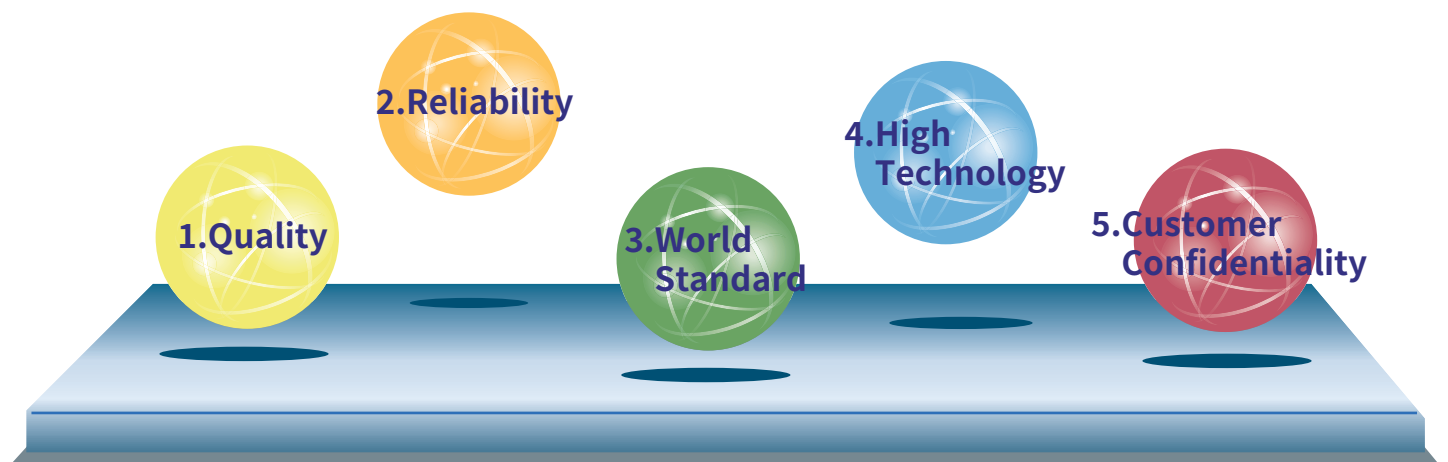 1.Quality
2.Reliability
3.World
Standard
4.High
Technology
5.Customer
Confidentiality